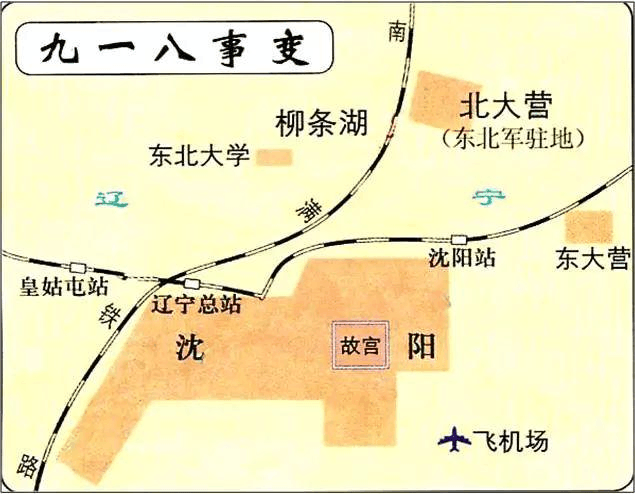 九一八事变
南
北大营
(东北军驻地)
柳条湖
东北大学
辽
宁
满
东大营
沈阳站
皇姑屯站
辽宁总站
铁
沈
故宫
阳
飞机场
路